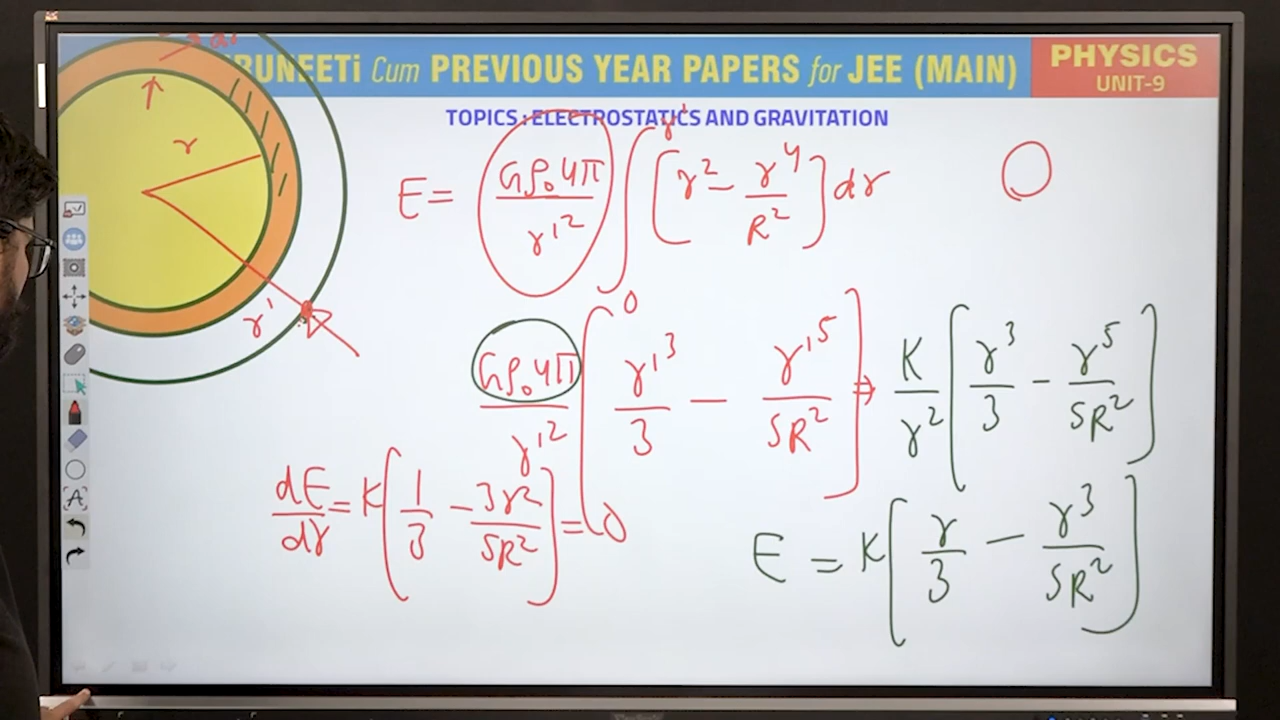 BUNEETi Cum PREVIOUS YEAR PAPERS for JEE (MAIN)
PHYSICS
UNIT-9
TOPICS : ELECTROSTATICS AND GRAVITATION
r
r'
E = Gρ₀4π/r'² ∫₀^r' [r² - r⁴/R²] dr
Gρ₀4π/r'² [r'³/3 - r'⁵/5R²] ⇒ K/r² [r³/3 - r⁵/5R²]
dE/dr = K[1/3 - 3r²/5R²] = 0
E = K[r/3 - r³/5R²]